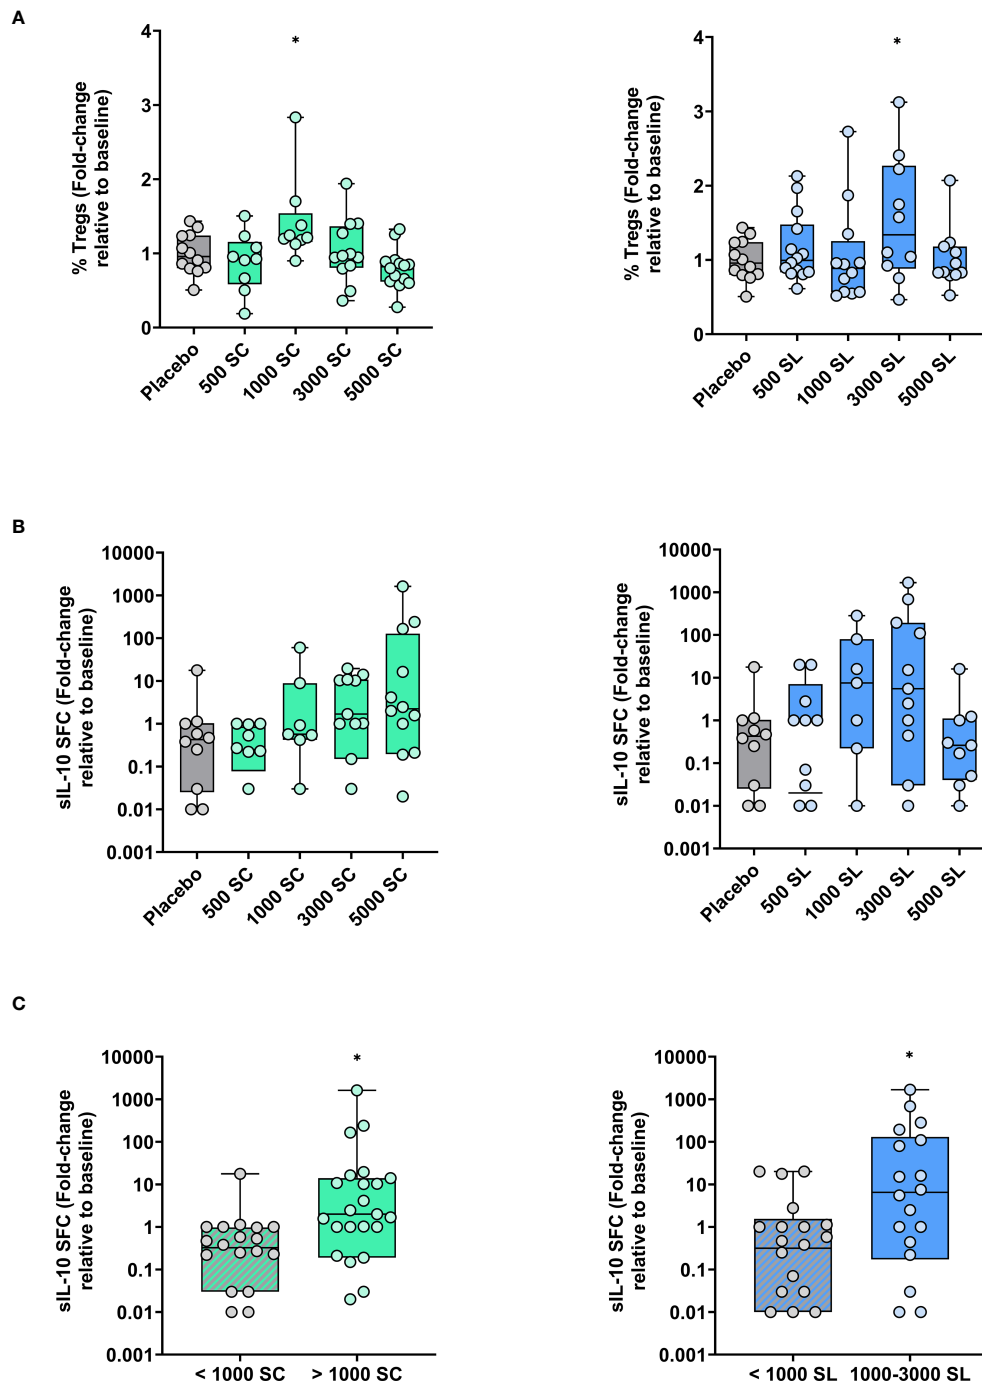 A
% Tregs (Fold-change
relative to baseline)
4
3
2
1
0
*
Placebo
500 SC
1000 SC
3000 SC
5000 SC
% Tregs (Fold-change
relative to baseline)
4
3
2
1
0
*
Placebo
500 SL
1000 SL
3000 SL
5000 SL
B
sIL-10 SFC (Fold-change
relative to baseline)
10000
1000
100
10
1
0.1
0.01
0.001
Placebo
500 SC
1000 SC
3000 SC
5000 SC
sIL-10 SFC (Fold-change
relative to baseline)
10000
1000
100
10
1
0.1
0.01
0.001
Placebo
500 SL
1000 SL
3000 SL
5000 SL
C
sIL-10 SFC (Fold-change
relative to baseline)
10000
1000
100
10
1
0.1
0.01
0.001
*
< 1000 SC
> 1000 SC
sIL-10 SFC (Fold-change
relative to baseline)
10000
1000
100
10
1
0.1
0.01
0.001
*
< 1000 SL
1000-3000 SL